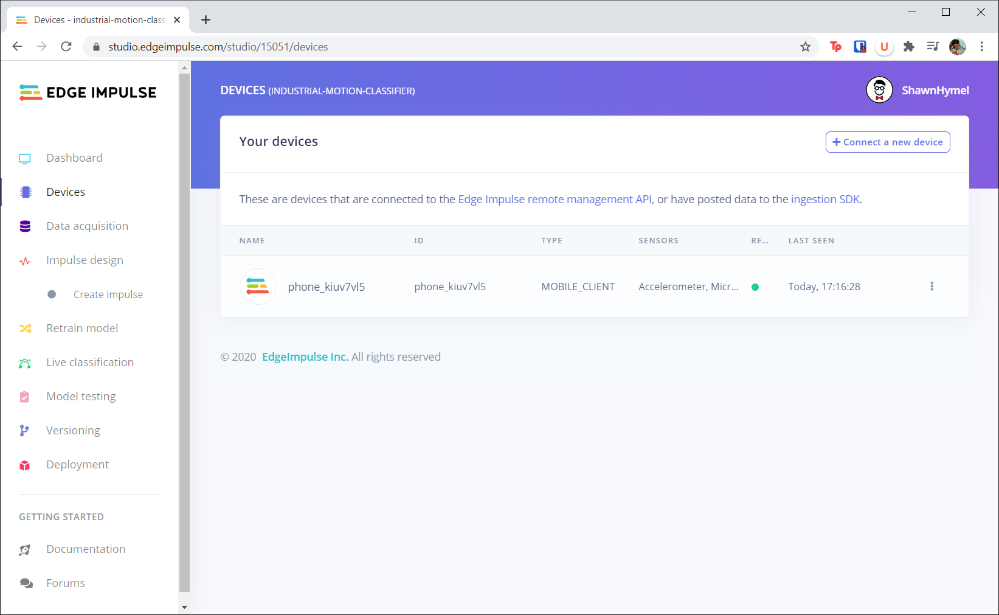 Devices - industrial-motion-class
studio.edgeimpulse.com/studio/15051/devices
Tp
U
EDGE IMPULSE
Dashboard
Devices
Data acquisition
Impulse design
Create impulse
Retrain model
Live classification
Model testing
Versioning
Deployment
GETTING STARTED
Documentation
Forums
DEVICES (INDUSTRIAL-MOTION-CLASSIFIER)
ShawnHymel
Your devices
+ Connect a new device
These are devices that are connected to the Edge Impulse remote management API, or have posted data to the ingestion SDK.
NAME ID TYPE SENSORS RE... LAST SEEN
phone_kiuv7vl5 phone_kiuv7vl5 MOBILE_CLIENT Accelerometer, Micr... Today, 17:16:28
© 2020 EdgeImpulse Inc. All rights reserved